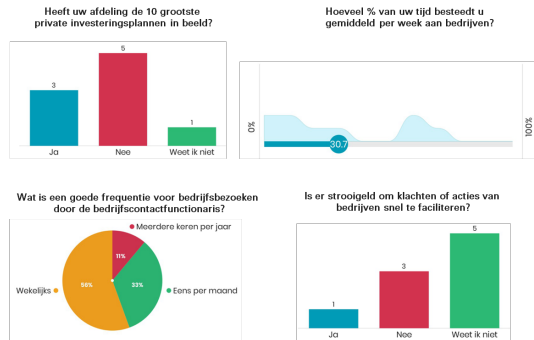 Heeft uw afdeling de 10 grootste
private investeringsplannen in beeld?
5
3
1
Ja
Nee
Weet ik niet
Hoeveel % van uw tijd besteedt u
gemiddeld per week aan bedrijven?
0%
30.7
100%
Wat is een goede frequentie voor bedrijfsbezoeken
door de bedrijfscontactfunctionaris?
Meerdere keren per jaar
11%
56%
33%
Wekelijks
Eens per maand
Is er strooigeld om klachten of acties van
bedrijven snel te faciliteren?
5
3
1
Ja
Nee
Weet ik niet